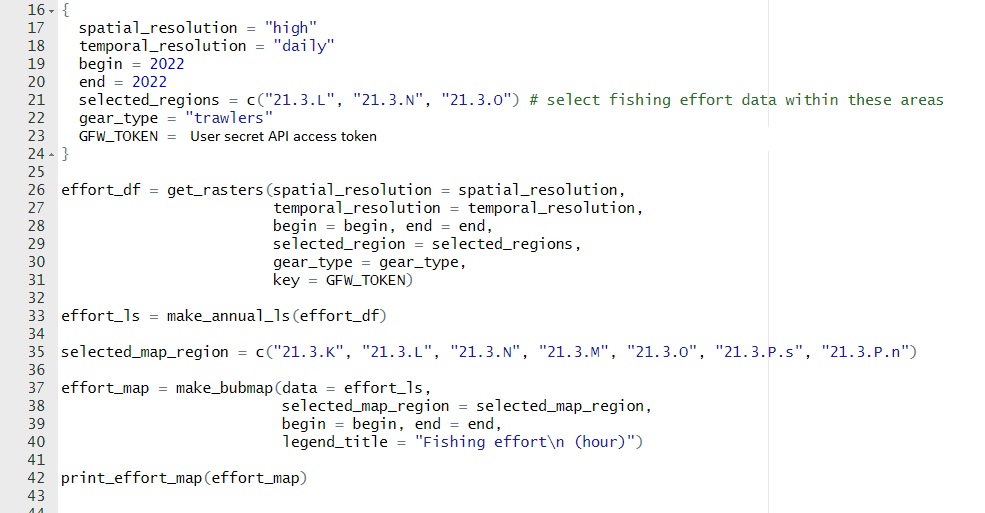 16 {
17 spatial_resolution = "high"
18 temporal_resolution = "daily"
19 begin = 2022
20 end = 2022
21 selected_regions = c("21.3.L", "21.3.N", "21.3.O") # select fishing effort data within these areas
22 gear_type = "trawlers"
23 GFW_TOKEN = User secret API access token
24 }
25
26 effort_df = get_rasters(spatial_resolution = spatial_resolution,
27 temporal_resolution = temporal_resolution,
28 begin = begin, end = end,
29 selected_region = selected_regions,
30 gear_type = gear_type,
31 key = GFW_TOKEN)
32
33 effort_ls = make_annual_ls(effort_df)
34
35 selected_map_region = c("21.3.K", "21.3.L", "21.3.N", "21.3.M", "21.3.O", "21.3.P.s", "21.3.P.n")
36
37 effort_map = make_bubmap(data = effort_ls,
38 selected_map_region = selected_map_region,
39 begin = begin, end = end,
40 legend_title = "Fishing effort\n (hour)")
41
42 print_effort_map(effort_map)
43
44